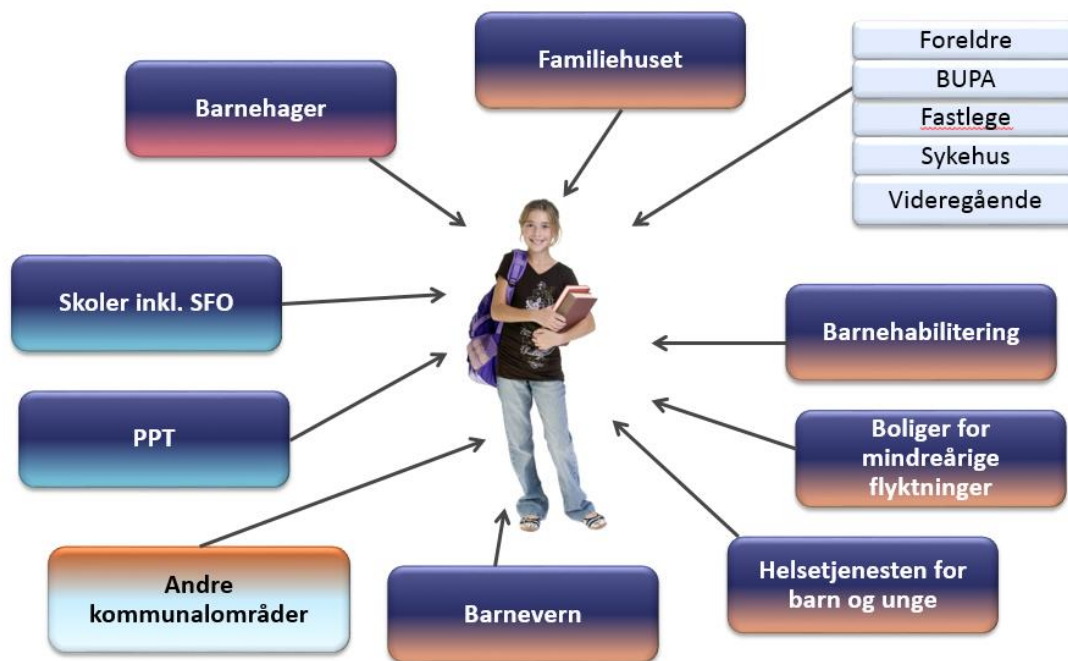 Familiehuset
Foreldre
BUPA
Fastlege
Sykehus
Videregående
Barnehager
Skoler inkl. SFO
Barnehabilitering
PPT
Boliger for
mindreårige
flyktninger
Andre
kommunalområder
Barnevern
Helsetjenesten for
barn og unge